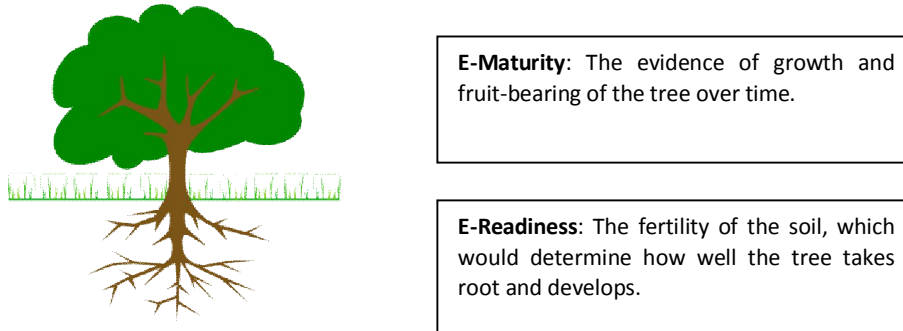 E-Maturity: The evidence of growth and
fruit-bearing of the tree over time.
E-Readiness: The fertility of the soil, which
would determine how well the tree takes
root and develops.